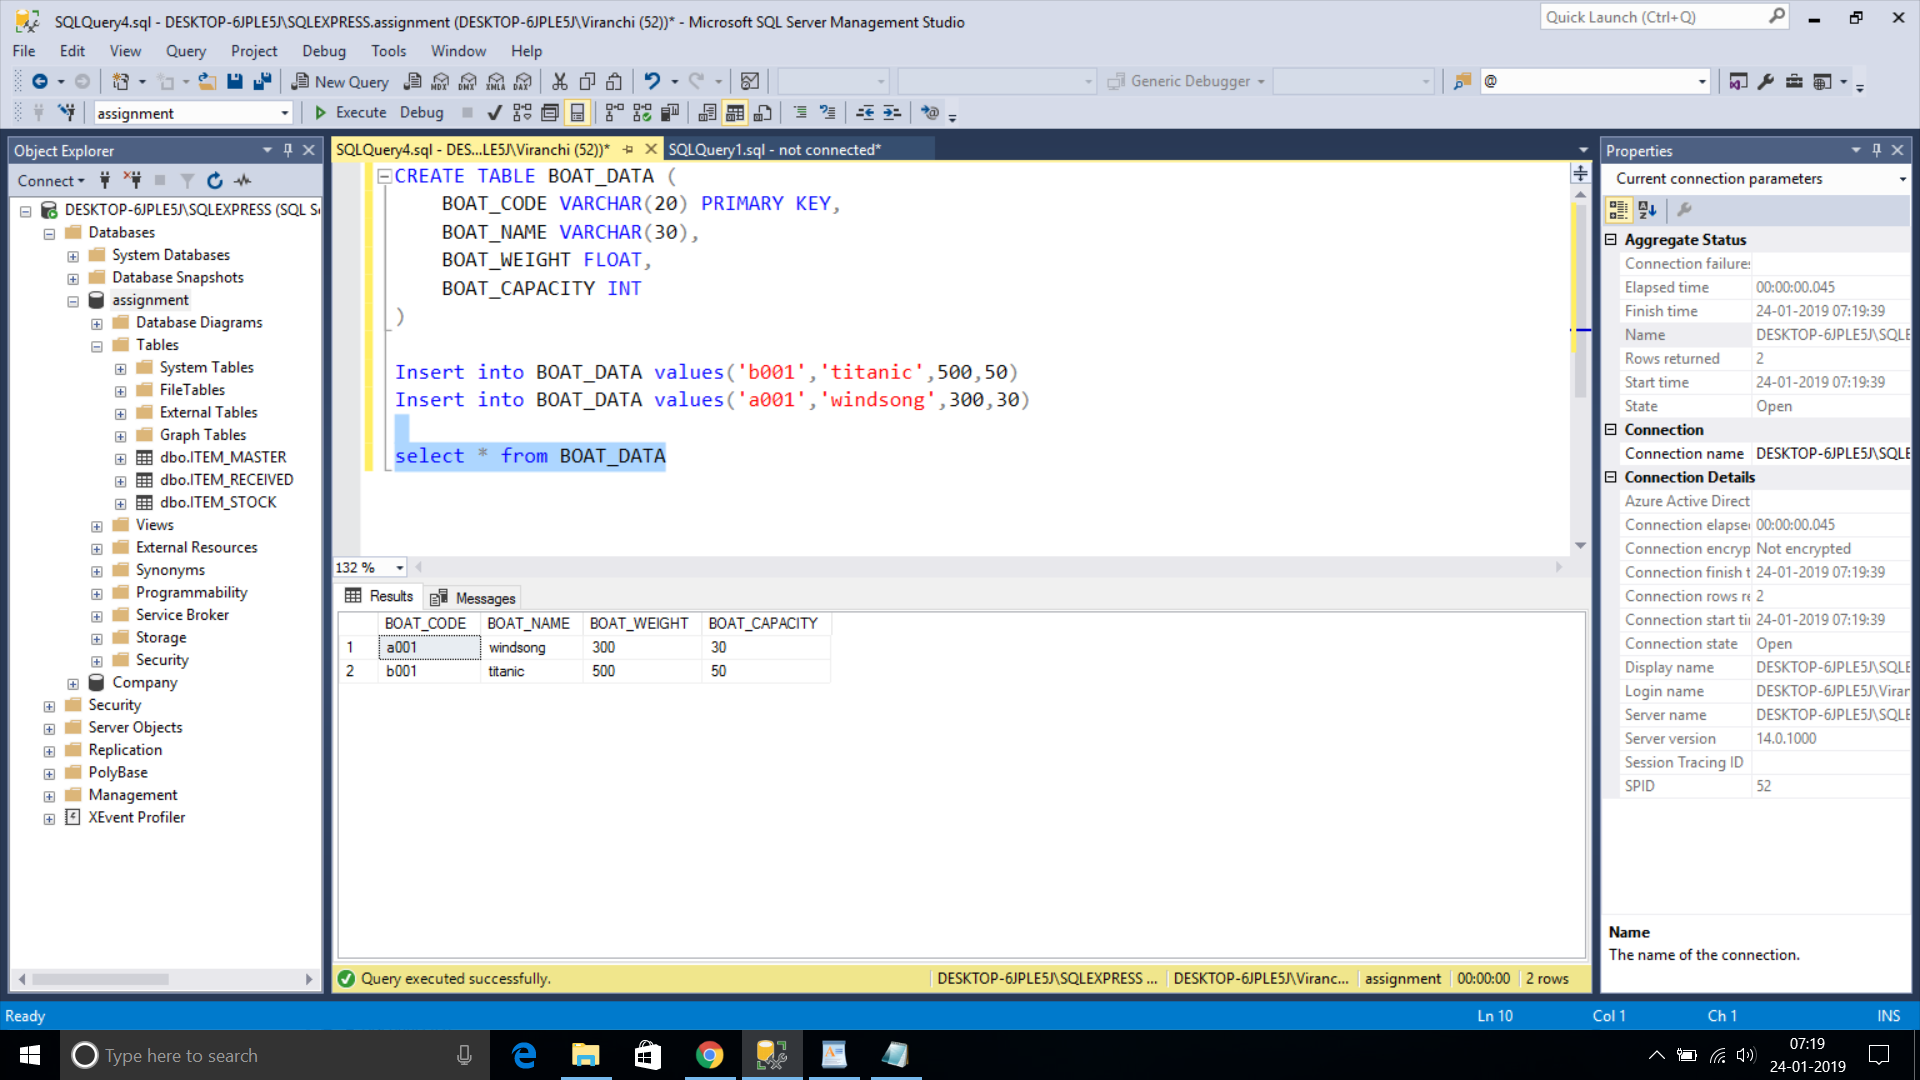 SQLQuery4.sql - DESKTOP-6JPLE5J\SQLEXPRESS.assignment (DESKTOP-6JPLE5J\Viranchi (52))* - Microsoft SQL Server Management Studio
Quick Launch (Ctrl+Q)
File Edit View Query Project Debug Tools Window Help
New Query
MDX DMX XMLA DAX
Generic Debugger
@
assignment
Execute Debug
Object Explorer
Connect
DESKTOP-6JPLE5J\SQLEXPRESS (SQL S
Databases
System Databases
Database Snapshots
assignment
Database Diagrams
Tables
System Tables
FileTables
External Tables
Graph Tables
dbo.ITEM_MASTER
dbo.ITEM_RECEIVED
dbo.ITEM_STOCK
Views
External Resources
Synonyms
Programmability
Service Broker
Storage
Security
Company
Security
Server Objects
Replication
PolyBase
Management
XEvent Profiler
SQLQuery4.sql - DES...LE5J\Viranchi (52))*
SQLQuery1.sql - not connected*
CREATE TABLE BOAT_DATA (
BOAT_CODE VARCHAR(20) PRIMARY KEY,
BOAT_NAME VARCHAR(30),
BOAT_WEIGHT FLOAT,
BOAT_CAPACITY INT
)
Insert into BOAT_DATA values('b001','titanic',500,50)
Insert into BOAT_DATA values('a001','windsong',300,30)
select * from BOAT_DATA
132 %
Results Messages
BOAT_CODE BOAT_NAME BOAT_WEIGHT BOAT_CAPACITY
1 a001 windsong 300 30
2 b001 titanic 500 50
Query executed successfully.
DESKTOP-6JPLE5J\SQLEXPRESS ...
DESKTOP-6JPLE5J\Viranc...
assignment
00:00:00
2 rows
Properties
Current connection parameters
Aggregate Status
Connection failures
Elapsed time 00:00:00.045
Finish time 24-01-2019 07:19:39
Name DESKTOP-6JPLE5J\SQLE
Rows returned 2
Start time 24-01-2019 07:19:39
State Open
Connection
Connection name DESKTOP-6JPLE5J\SQLE
Connection Details
Azure Active Direct
Connection elapse 00:00:00.045
Connection encryp Not encrypted
Connection finish t 24-01-2019 07:19:39
Connection rows re 2
Connection start ti 24-01-2019 07:19:39
Connection state Open
Display name DESKTOP-6JPLE5J\SQLE
Login name DESKTOP-6JPLE5J\Viran
Server name DESKTOP-6JPLE5J\SQLE
Server version 14.0.1000
Session Tracing ID
SPID 52
Name
The name of the connection.
Ready
Ln 10
Col 1
Ch 1
INS
Type here to search
07:19
24-01-2019